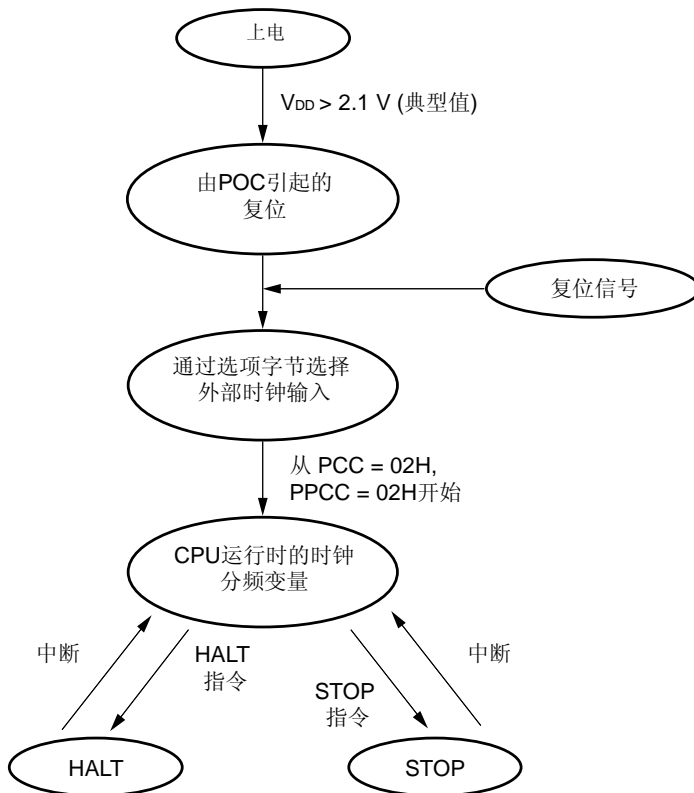 上电
VDD > 2.1 V (典型值)
由POC引起的
复位
复位信号
通过选项字节选择
外部时钟输入
从 PCC = 02H,
PPCC = 02H开始
CPU运行时的时钟
分频变量
中断
HALT
指令
STOP
指令
中断
HALT
STOP